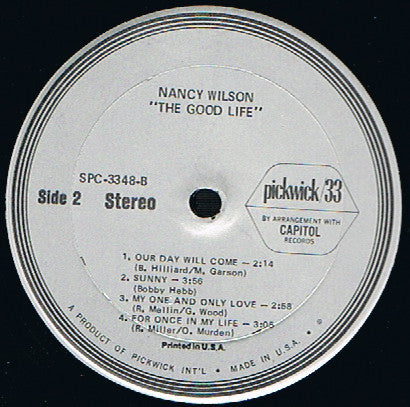 NANCY WILSON
"THE GOOD LIFE"
SPC-3348-B
Side 2 Stereo
pickwick/33
BY ARRANGEMENT WITH
CAPITOL
RECORDS
1. OUR DAY WILL COME — 2:14
(B. Hilliard/M. Garson)
2. SUNNY — 3:56
(Bobby Hebb)
3. MY ONE AND ONLY LOVE — 2:58
(R. Mellin/G. Wood)
4. FOR ONCE IN MY LIFE — 3:05
(R. Miller/O. Murden)
Printed in U.S.A.
A PRODUCT OF PICKWICK INT'L. • MADE IN U.S.A. ℗